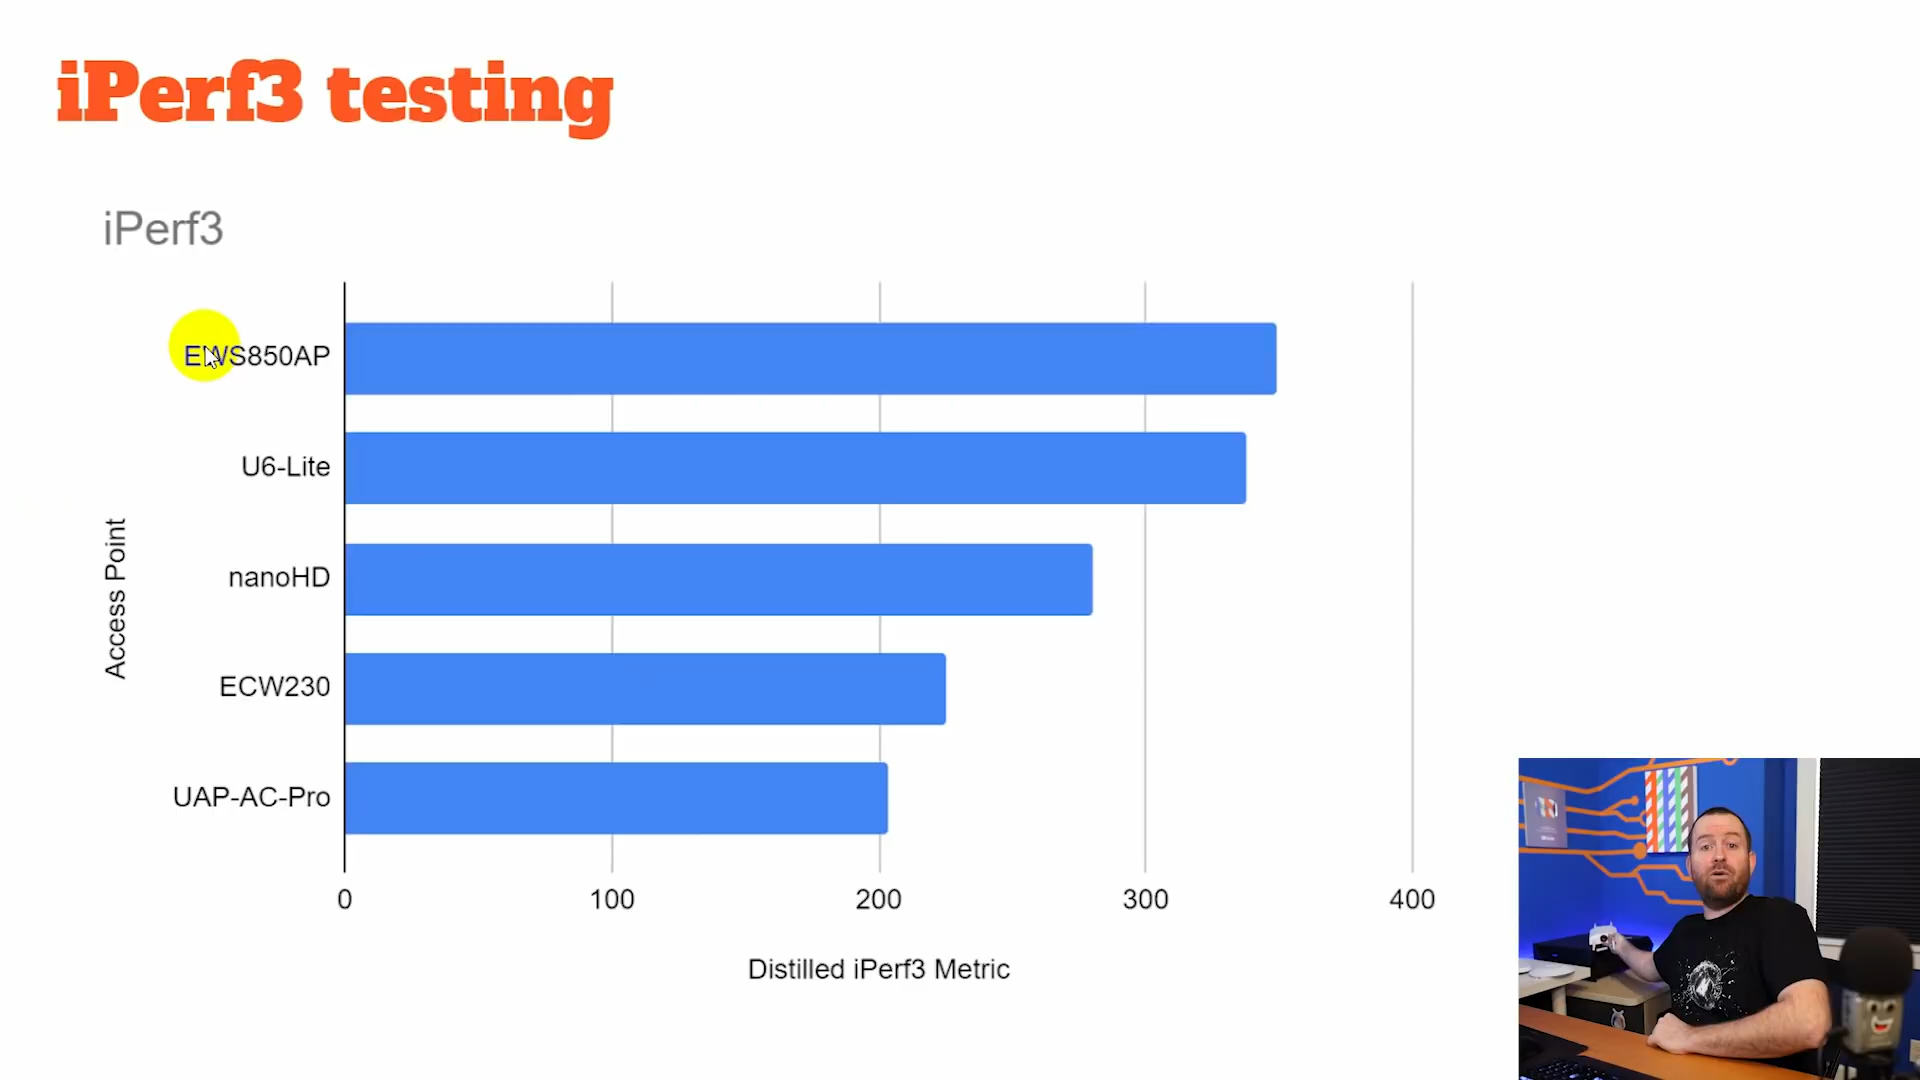 iPerf3 testing
iPerf3
EWS850AP
U6-Lite
nanoHD
ECW230
UAP-AC-Pro
Access Point
0 100 200 300 400
Distilled iPerf3 Metric